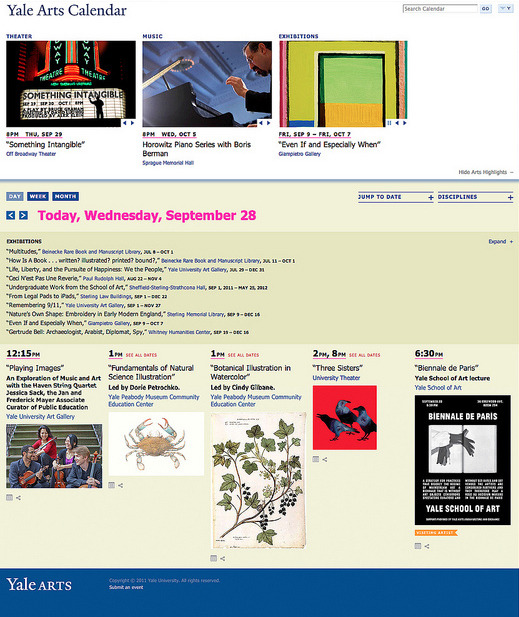 Yale Arts Calendar
Search Calendar
GO
THEATER
MUSIC
EXHIBITIONS
BROADWAY
THEATRE
THEATRE
SOMETHING INTANGIBLE
8PM THU, SEP 29
"Something Intangible"
Off Broadway Theater
8PM WED, OCT 5
Horowitz Piano Series with Boris
Berman
Sprague Memorial Hall
FRI, SEP 9 – FRI, OCT 7
"Even If and Especially When"
Giampietro Gallery
Hide Arts Highlights –
DAY
WEEK
MONTH
JUMP TO DATE +
DISCIPLINES +
Today, Wednesday, September 28
EXHIBITIONS
Expand +
"Multitudes," Beinecke Rare Book and Manuscript Library, JUL 8 – OCT 1
"How Is A Book . . . written? illustrated? printed? bound?," Beinecke Rare Book and Manuscript Library, JUL 11 – OCT 1
"Life, Liberty, and the Pursuit of Happiness: We the People," Yale University Art Gallery, JUL 29 – DEC 31
"Ceci N'est Pas Une Reverie," Paul Rudolph Hall, AUG 22 – NOV 4
"Undergraduate Work from the School of Art," Sheffield-Sterling-Strathcona Hall, SEP 1, 2011 – MAY 25, 2012
"From Legal Pads to iPads," Sterling Law Buildings, SEP 1 – DEC 22
"Remembering 9/11," Yale University Art Gallery, SEP 1 – NOV 27
"Nature's Own Shape: Embroidery in Early Modern England," Sterling Memorial Library, SEP 9 – DEC 16
"Even If and Especially When," Giampietro Gallery, SEP 9 – OCT 7
"Gertrude Bell: Archaeologist, Arabist, Diplomat, Spy," Whitney Humanities Center, SEP 15 – DEC 16
12:15PM
"Playing Images"
An Exploration of Music and Art
with the Haven String Quartet
Jessica Sack, the Jan and
Frederick Mayer Associate
Curator of Public Education
Yale University Art Gallery
1PM SEE ALL DATES
"Fundamentals of Natural
Science Illustration"
Led by Dorie Petrochko.
Yale Peabody Museum Community
Education Center
1PM SEE ALL DATES
"Botanical Illustration in
Watercolor"
Led by Cindy Gilbane.
Yale Peabody Museum Community
Education Center
2PM, 8PM SEE ALL DATES
"Three Sisters"
University Theater
6:30PM
"Biennale de Paris"
Yale School of Art lecture
Yale School of Art
BIENNALE DE PARIS
YALE SCHOOL OF ART
VISITING ARTIST
Yale ARTS
Copyright © 2011 Yale University. All rights reserved.
Submit an event